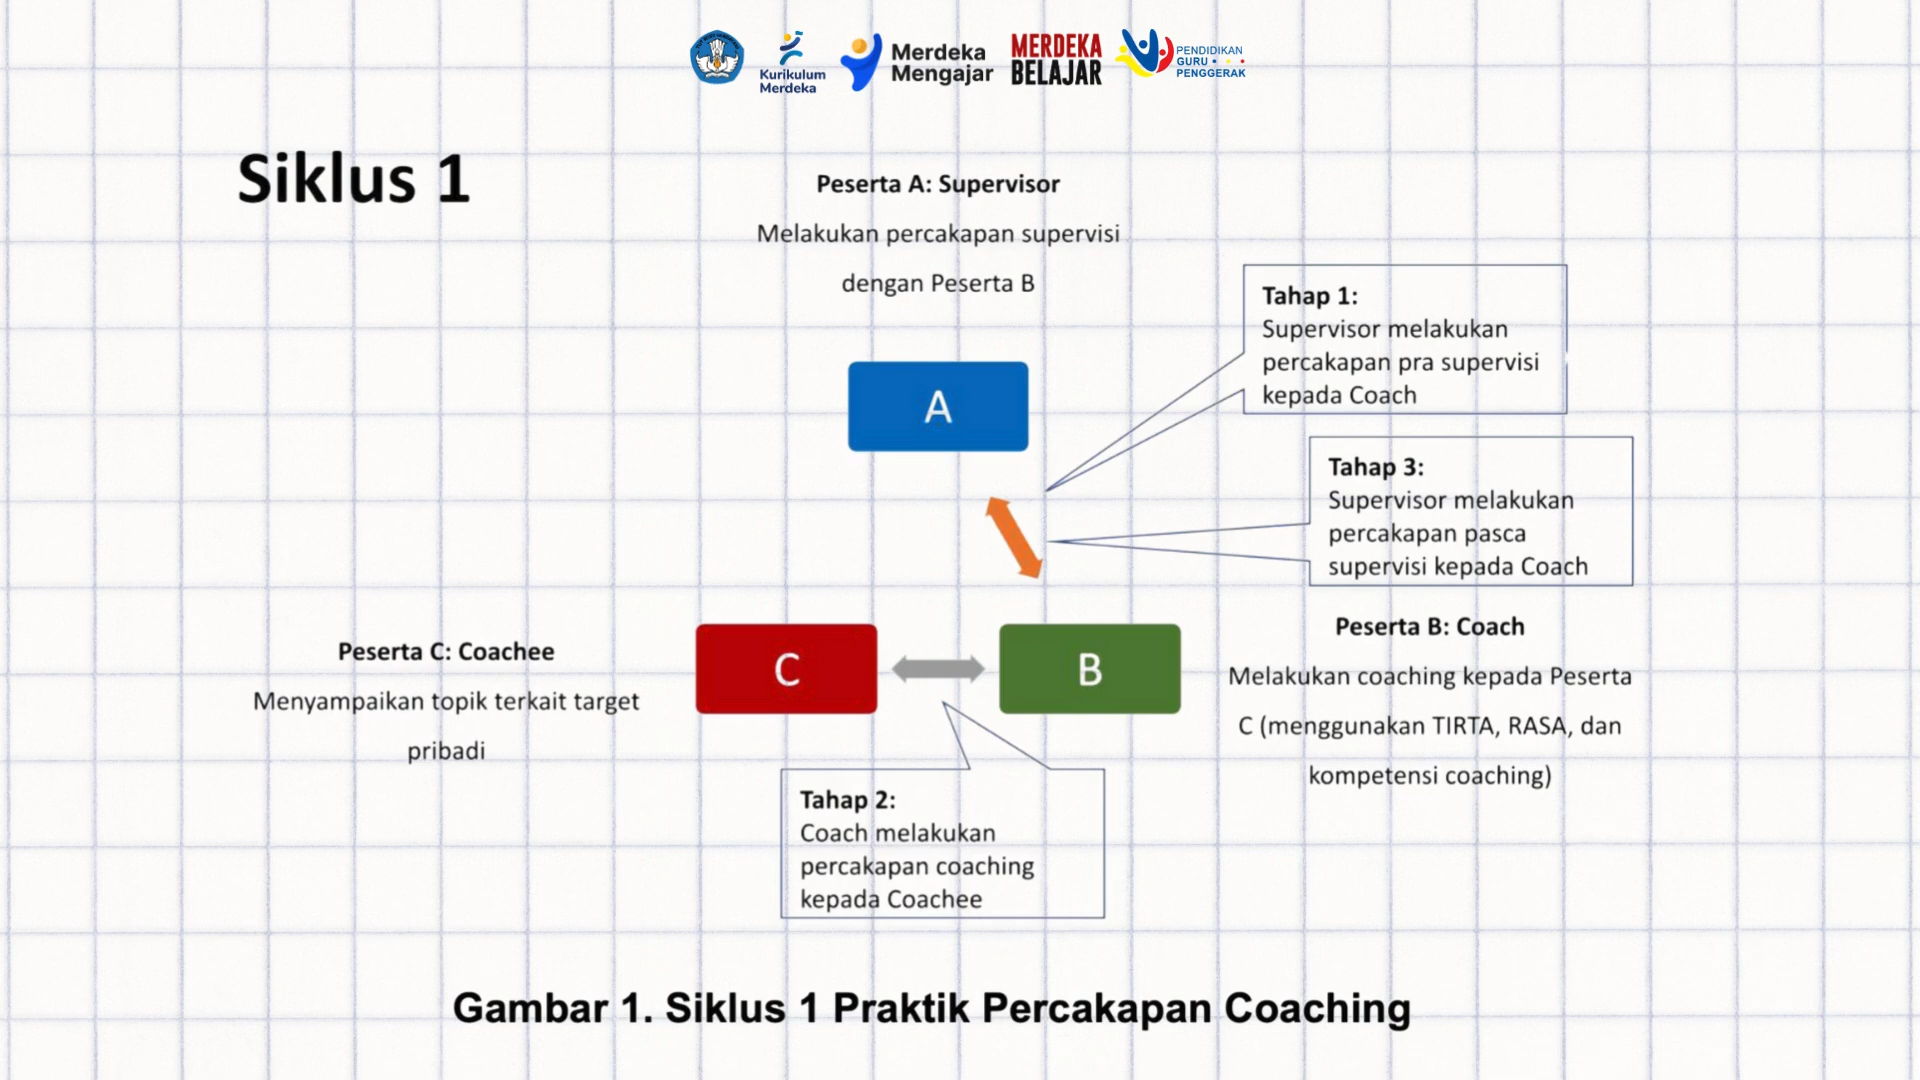 Kurikulum
Merdeka
Merdeka
Mengajar
MERDEKA
BELAJAR
PENDIDIKAN
GURU
PENGGERAK
Siklus 1
Peserta A: Supervisor
Melakukan percakapan supervisi
dengan Peserta B
Tahap 1:
Supervisor melakukan
percakapan pra supervisi
kepada Coach
A
Tahap 3:
Supervisor melakukan
percakapan pasca
supervisi kepada Coach
Peserta C: Coachee
Menyampaikan topik terkait target
pribadi
C
B
Peserta B: Coach
Melakukan coaching kepada Peserta
C (menggunakan TIRTA, RASA, dan
kompetensi coaching)
Tahap 2:
Coach melakukan
percakapan coaching
kepada Coachee
Gambar 1. Siklus 1 Praktik Percakapan Coaching